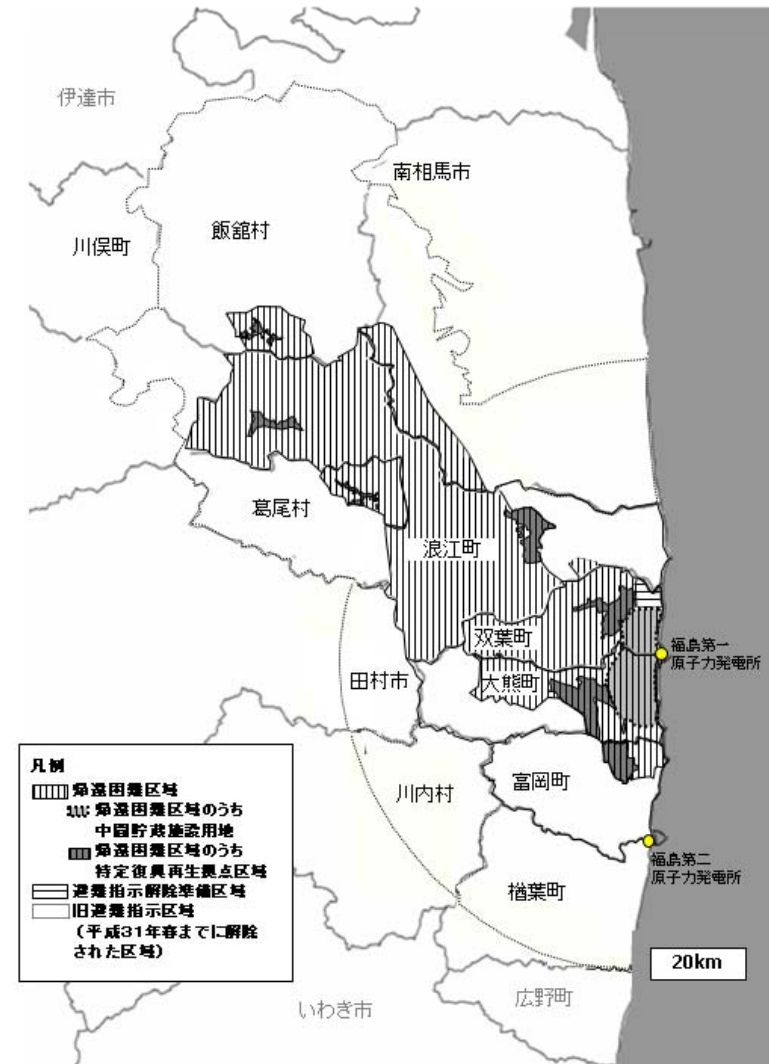 伊達市
南相馬市
飯舘村
川俣町
葛尾村
浪江町
双葉町
福島第一
原子力発電所
大熊町
田村市
川内村
富岡町
福島第二
原子力発電所
楢葉町
20km
広野町
いわき市
凡例
帰還困難区域
帰還困難区域のうち
中間貯蔵施設用地
帰還困難区域のうち
特定復興再生拠点区域
避難指示解除準備区域
旧避難指示区域
(平成31年春までに解除
された区域)